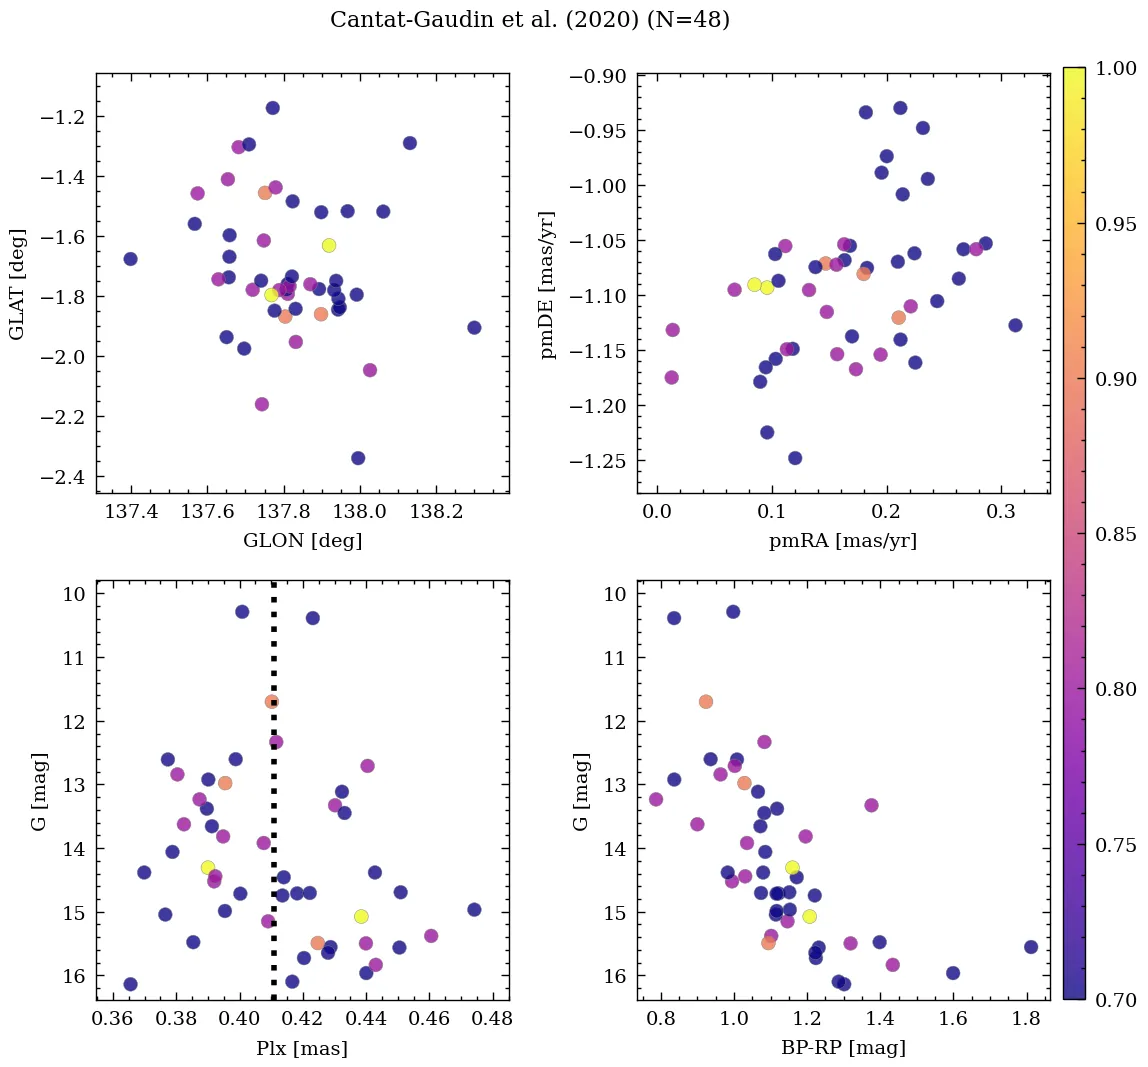 Cantat-Gaudin et al. (2020) (N=48)
−1.2
−1.4
−1.6
−1.8
−2.0
−2.2
−2.4
GLAT [deg]
137.4 137.6 137.8 138.0 138.2
GLON [deg]
−0.90
−0.95
−1.00
−1.05
−1.10
−1.15
−1.20
−1.25
pmDE [mas/yr]
0.0 0.1 0.2 0.3
pmRA [mas/yr]
10
11
12
13
14
15
16
G [mag]
0.36 0.38 0.40 0.42 0.44 0.46 0.48
Plx [mas]
10
11
12
13
14
15
16
G [mag]
0.8 1.0 1.2 1.4 1.6 1.8
BP-RP [mag]
1.00
0.95
0.90
0.85
0.80
0.75
0.70